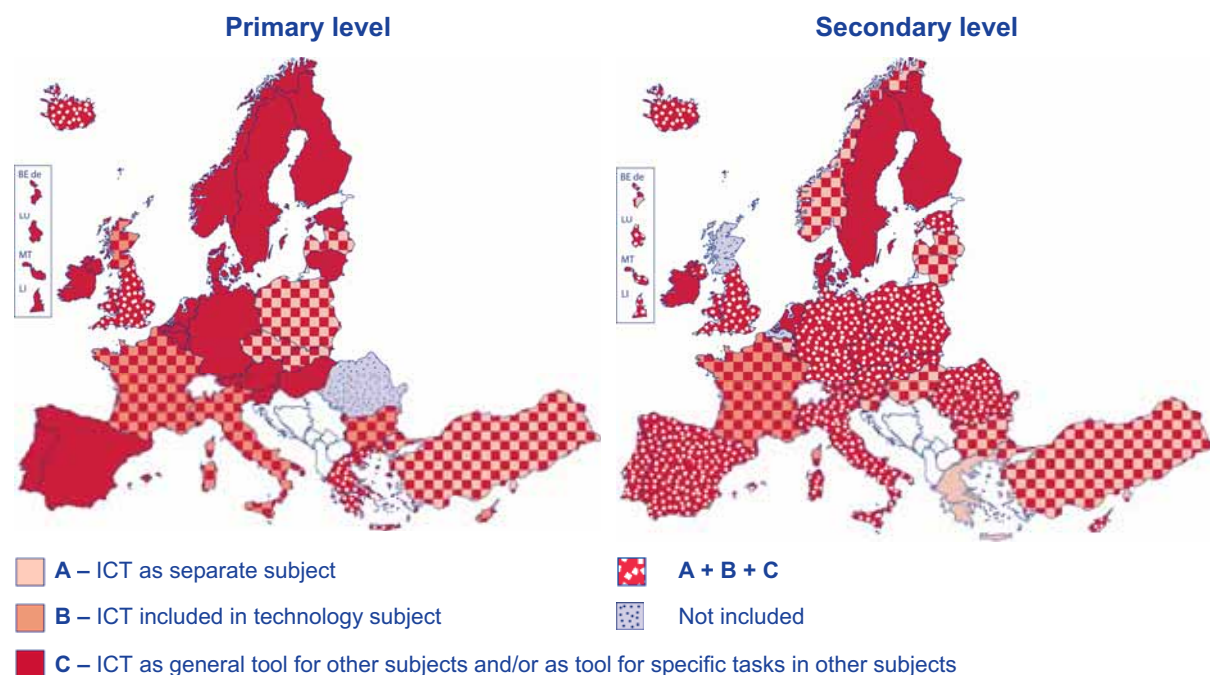 Primary level
Secondary level
BE de
LU
MT
LI
BE de
LU
MT
LI
A – ICT as separate subject
A + B + C
B – ICT included in technology subject
Not included
C – ICT as general tool for other subjects and/or as tool for specific tasks in other subjects